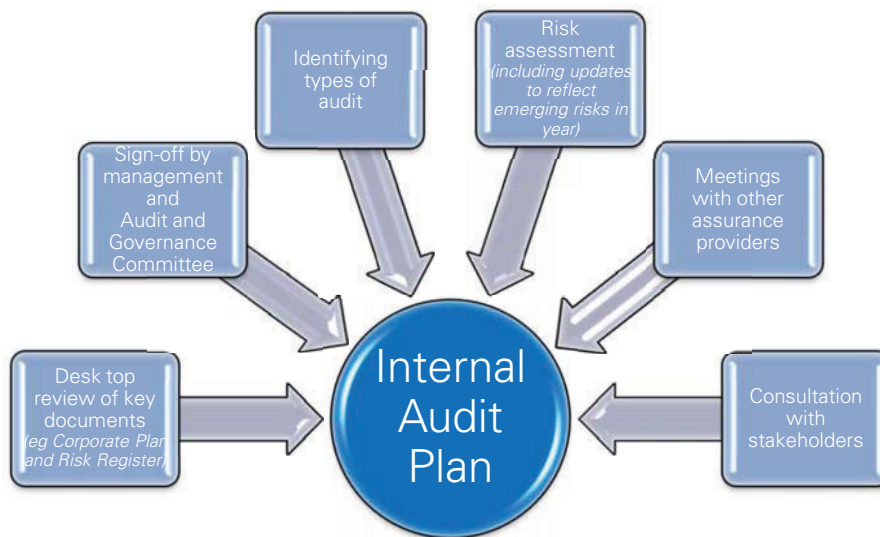 Identifying
types of
audit
Risk
assessment
(including updates
to reflect
emerging risks in
year)
Sign-off by
management
and
Audit and
Governance
Committee
Meetings
with other
assurance
providers
Desk top
review of key
documents
(eg Corporate Plan
and Risk Register)
Internal
Audit
Plan
Consultation
with
stakeholders